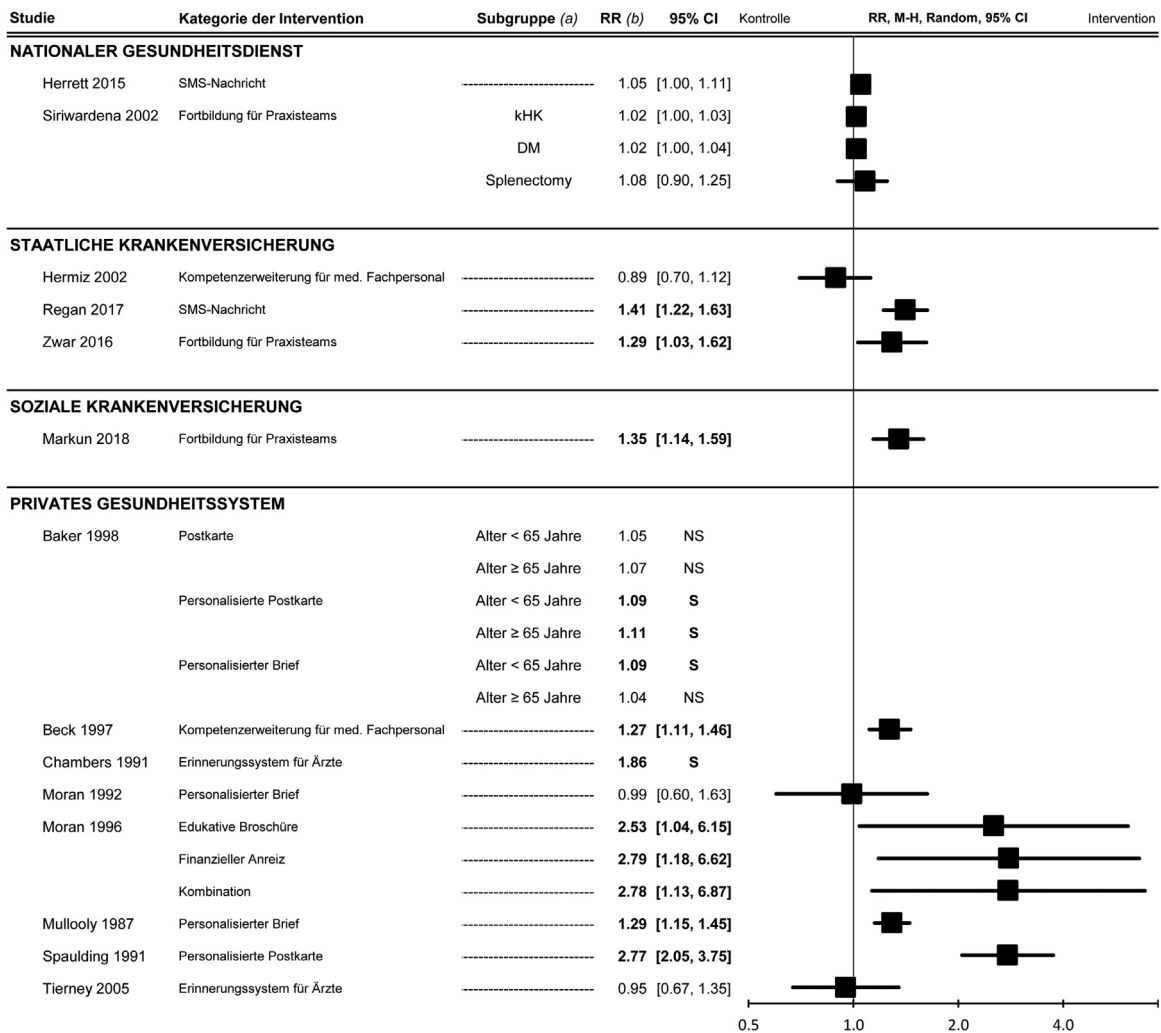 Studie Kategorie der Intervention Subgruppe (a) RR (b) 95% CI Kontrolle RR, M-H, Random, 95% CI Intervention
NATIONALER GESUNDHEITSDIENST
Herrett 2015 SMS-Nachricht 1.05 [1.00, 1.11]
Siriwardena 2002 Fortbildung für Praxisteams kHK 1.02 [1.00, 1.03]
DM 1.02 [1.00, 1.04]
Splenectomy 1.08 [0.90, 1.25]
STAATLICHE KRANKENVERSICHERUNG
Hermiz 2002 Kompetenzerweiterung für med. Fachpersonal 0.89 [0.70, 1.12]
Regan 2017 SMS-Nachricht 1.41 [1.22, 1.63]
Zwar 2016 Fortbildung für Praxisteams 1.29 [1.03, 1.62]
SOZIALE KRANKENVERSICHERUNG
Markun 2018 Fortbildung für Praxisteams 1.35 [1.14, 1.59]
PRIVATES GESUNDHEITSSYSTEM
Baker 1998 Postkarte Alter < 65 Jahre 1.05 NS
Alter ≥ 65 Jahre 1.07 NS
Personalisierte Postkarte Alter < 65 Jahre 1.09 S
Alter ≥ 65 Jahre 1.11 S
Personalisierter Brief Alter < 65 Jahre 1.09 S
Alter ≥ 65 Jahre 1.04 NS
Beck 1997 Kompetenzerweiterung für med. Fachpersonal 1.27 [1.11, 1.46]
Chambers 1991 Erinnerungssystem für Ärzte 1.86 S
Moran 1992 Personalisierter Brief 0.99 [0.60, 1.63]
Moran 1996 Edukative Broschüre 2.53 [1.04, 6.15]
Finanzieller Anreiz 2.79 [1.18, 6.62]
Kombination 2.78 [1.13, 6.87]
Mullooly 1987 Personalisierter Brief 1.29 [1.15, 1.45]
Spaulding 1991 Personalisierte Postkarte 2.77 [2.05, 3.75]
Tierney 2005 Erinnerungssystem für Ärzte 0.95 [0.67, 1.35]
0.5 1.0 2.0 4.0